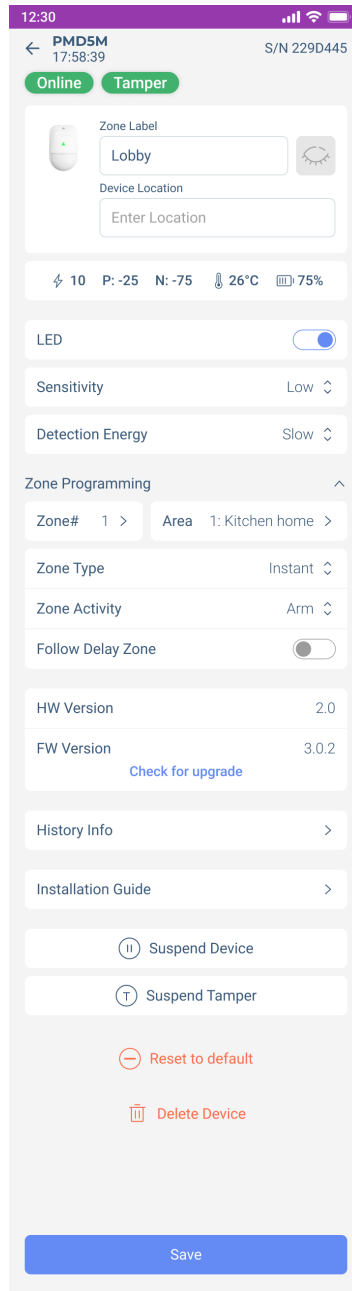 12:30
PMD5M
17:58:39
S/N 229D445
Online
Tamper
Zone Label
Lobby
Device Location
Enter Location
10 P: -25 N: -75 26°C 75%
LED
Sensitivity Low
Detection Energy Slow
Zone Programming
Zone# 1 > Area 1: Kitchen home >
Zone Type Instant
Zone Activity Arm
Follow Delay Zone
HW Version 2.0
FW Version 3.0.2
Check for upgrade
History Info >
Installation Guide >
Suspend Device
T Suspend Tamper
Reset to default
Delete Device
Save